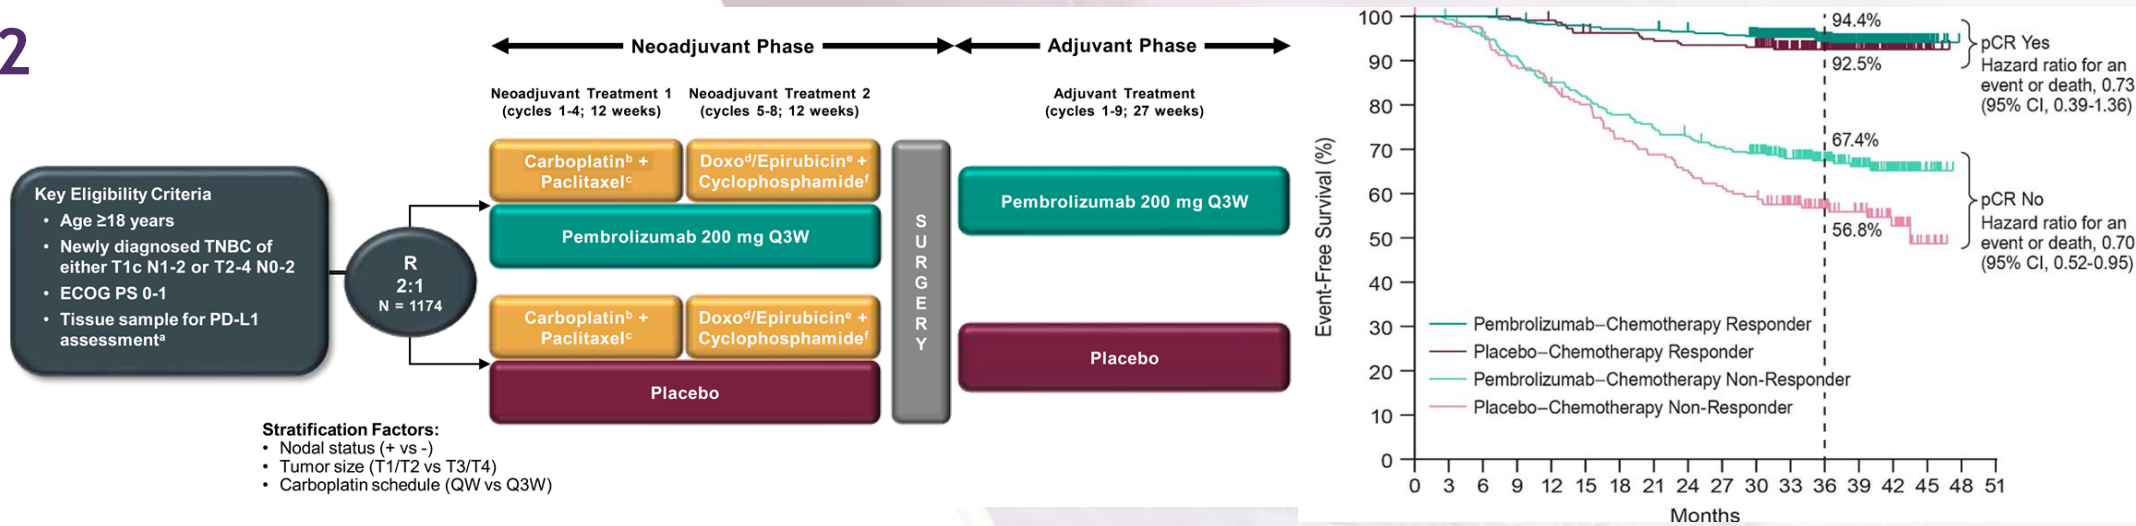 2
Neoadjuvant Phase
Adjuvant Phase
Neoadjuvant Treatment 1
(cycles 1-4; 12 weeks)
Neoadjuvant Treatment 2
(cycles 5-8; 12 weeks)
Adjuvant Treatment
(cycles 1-9; 27 weeks)
Key Eligibility Criteria
• Age ≥18 years
• Newly diagnosed TNBC of
either T1c N1-2 or T2-4 N0-2
• ECOG PS 0-1
• Tissue sample for PD-L1
assessmentᵃ
R
2:1
N = 1174
Carboplatinᵇ +
Paclitaxelᶜ
Doxoᵈ/Epirubicinᵉ +
Cyclophosphamideᶠ
Pembrolizumab 200 mg Q3W
Carboplatinᵇ +
Paclitaxelᶜ
Doxoᵈ/Epirubicinᵉ +
Cyclophosphamideᶠ
Placebo
S
U
R
G
E
R
Y
Pembrolizumab 200 mg Q3W
Placebo
Stratification Factors:
• Nodal status (+ vs -)
• Tumor size (T1/T2 vs T3/T4)
• Carboplatin schedule (QW vs Q3W)
Event-Free Survival (%)
100
90
80
70
60
50
40
30
20
10
0
94.4%
92.5%
67.4%
56.8%
pCR Yes
Hazard ratio for an
event or death, 0.73
(95% CI, 0.39-1.36)
pCR No
Hazard ratio for an
event or death, 0.70
(95% CI, 0.52-0.95)
Pembrolizumab–Chemotherapy Responder
Placebo–Chemotherapy Responder
Pembrolizumab–Chemotherapy Non-Responder
Placebo–Chemotherapy Non-Responder
0 3 6 9 12 15 18 21 24 27 30 33 36 39 42 45 48 51
Months